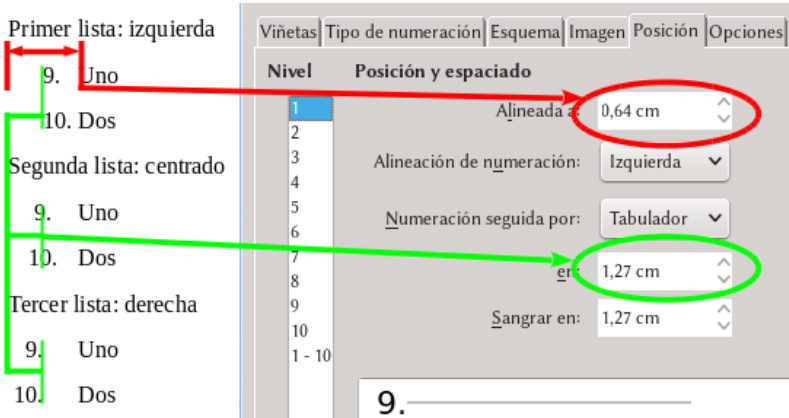 Primer lista: izquierda
9. Uno
10. Dos
Segunda lista: centrado
9. Uno
10. Dos
Tercer lista: derecha
9. Uno
10. Dos
Viñetas Tipo de numeración Esquema Imagen Posición Opciones
Nivel Posición y espaciado
1
2
3
4
5
6
7
8
9
10
1 - 10
Alineada a: 0,64 cm
Alineación de numeración: Izquierda
Numeración seguida por: Tabulador
en: 1,27 cm
Sangrar en: 1,27 cm
9.